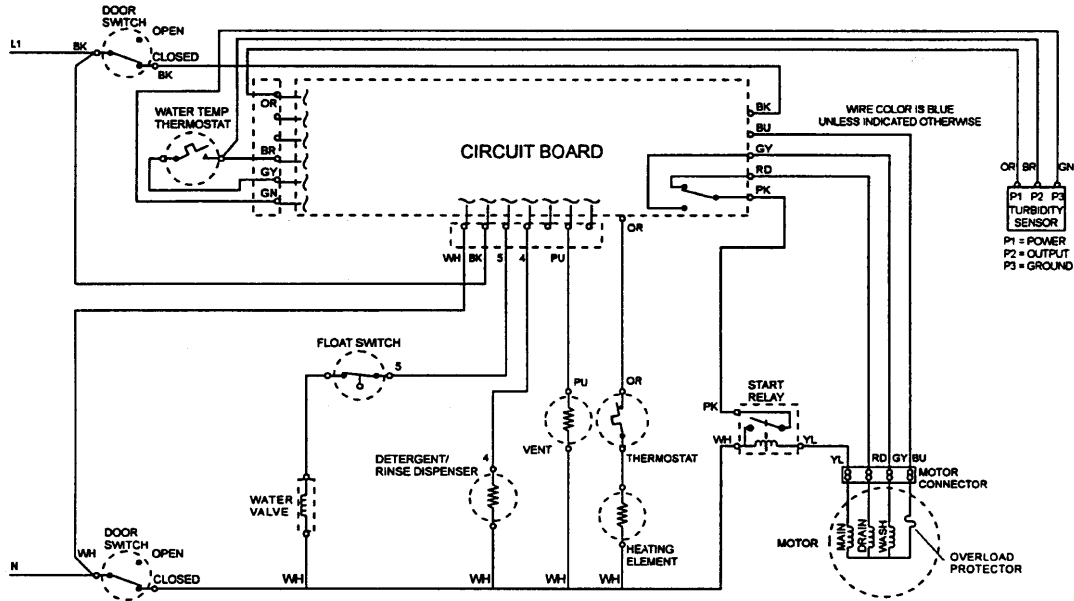 DOOR
SWITCH
OPEN
L1
BK
CLOSED
BK
OR
WATER TEMP
THERMOSTAT
BR
GY
GN
CIRCUIT BOARD
BK
BU
GY
RD
PK
WIRE COLOR IS BLUE
UNLESS INDICATED OTHERWISE
OR BR GN
P1 P2 P3
TURBIDITY
SENSOR
P1 = POWER
P2 = OUTPUT
P3 = GROUND
OR
WH BK 5 4 PU
FLOAT SWITCH
5
PU
OR
START
RELAY
PK
WH
YL
VENT
THERMOSTAT
DETERGENT/
RINSE DISPENSER
4
YL RD GY BU
MOTOR
CONNECTOR
WATER
VALVE
MOTOR
MAIN
DRAIN
WASH
HEATING
ELEMENT
OVERLOAD
PROTECTOR
DOOR
SWITCH
WH
OPEN
N
CLOSED
WH WH WH WH